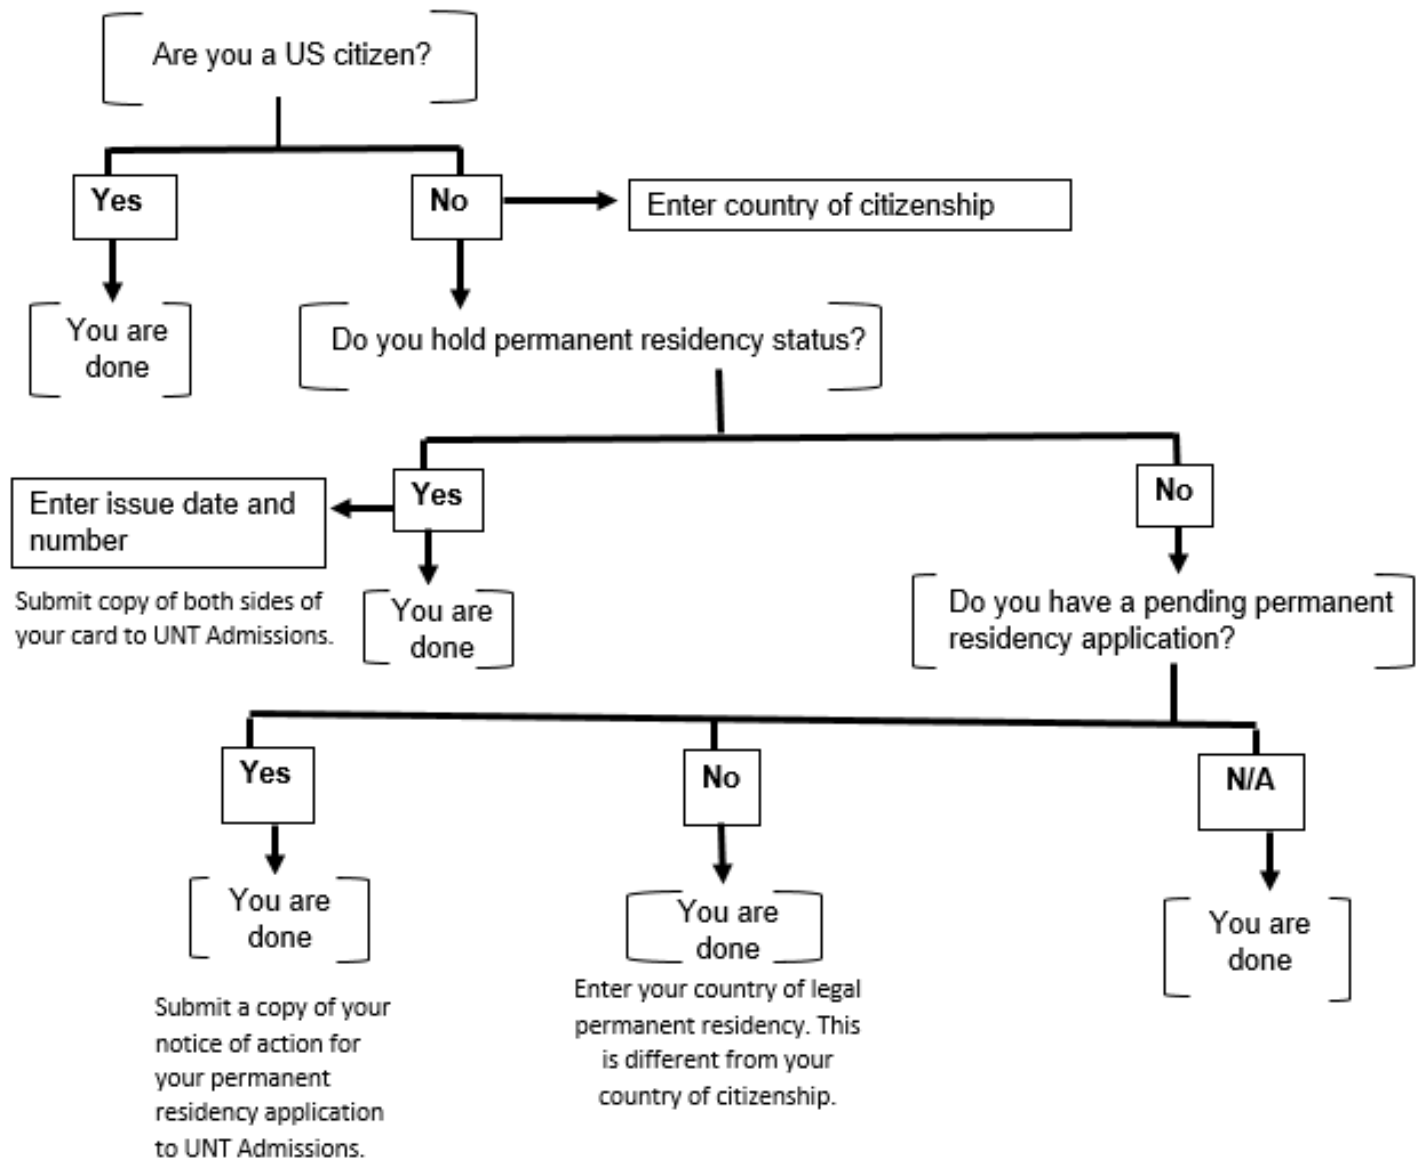 Are you a US citizen?
Yes
No
Enter country of citizenship
You are
done
Do you hold permanent residency status?
Enter issue date and
number
Yes
No
Submit copy of both sides of
your card to UNT Admissions.
You are
done
Do you have a pending permanent
residency application?
Yes
No
N/A
You are
done
Submit a copy of your
notice of action for
your permanent
residency application
to UNT Admissions.
You are
done
Enter your country of legal
permanent residency. This
is different from your
country of citizenship.
You are
done